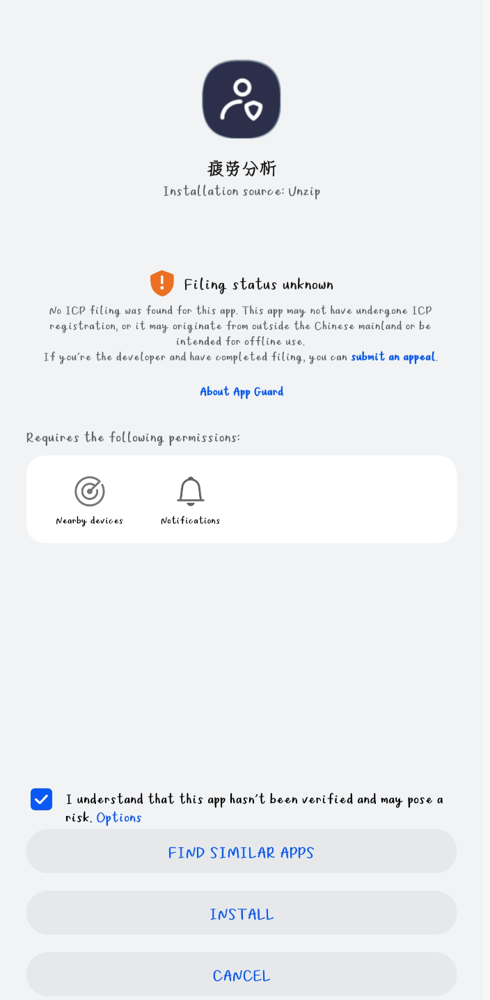 疲劳分析
Installation source: Unzip
Filing status unknown
No ICP filing was found for this app. This app may not have undergone ICP
registration, or it may originate from outside the Chinese mainland or be
intended for offline use.
If you're the developer and have completed filing, you can submit an appeal.
About App Guard
Requires the following permissions:
Nearby devices
Notifications
I understand that this app hasn't been verified and may pose a
risk. Options
FIND SIMILAR APPS
INSTALL
CANCEL